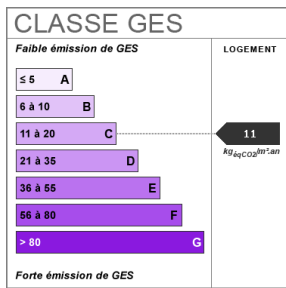 CLASSE GES
Faible émission de GES
LOGEMENT
≤ 5 A
6 à 10 B
11 à 20 C
11
kgéqCO2/m².an
21 à 35 D
36 à 55 E
56 à 80 F
> 80 G
Forte émission de GES